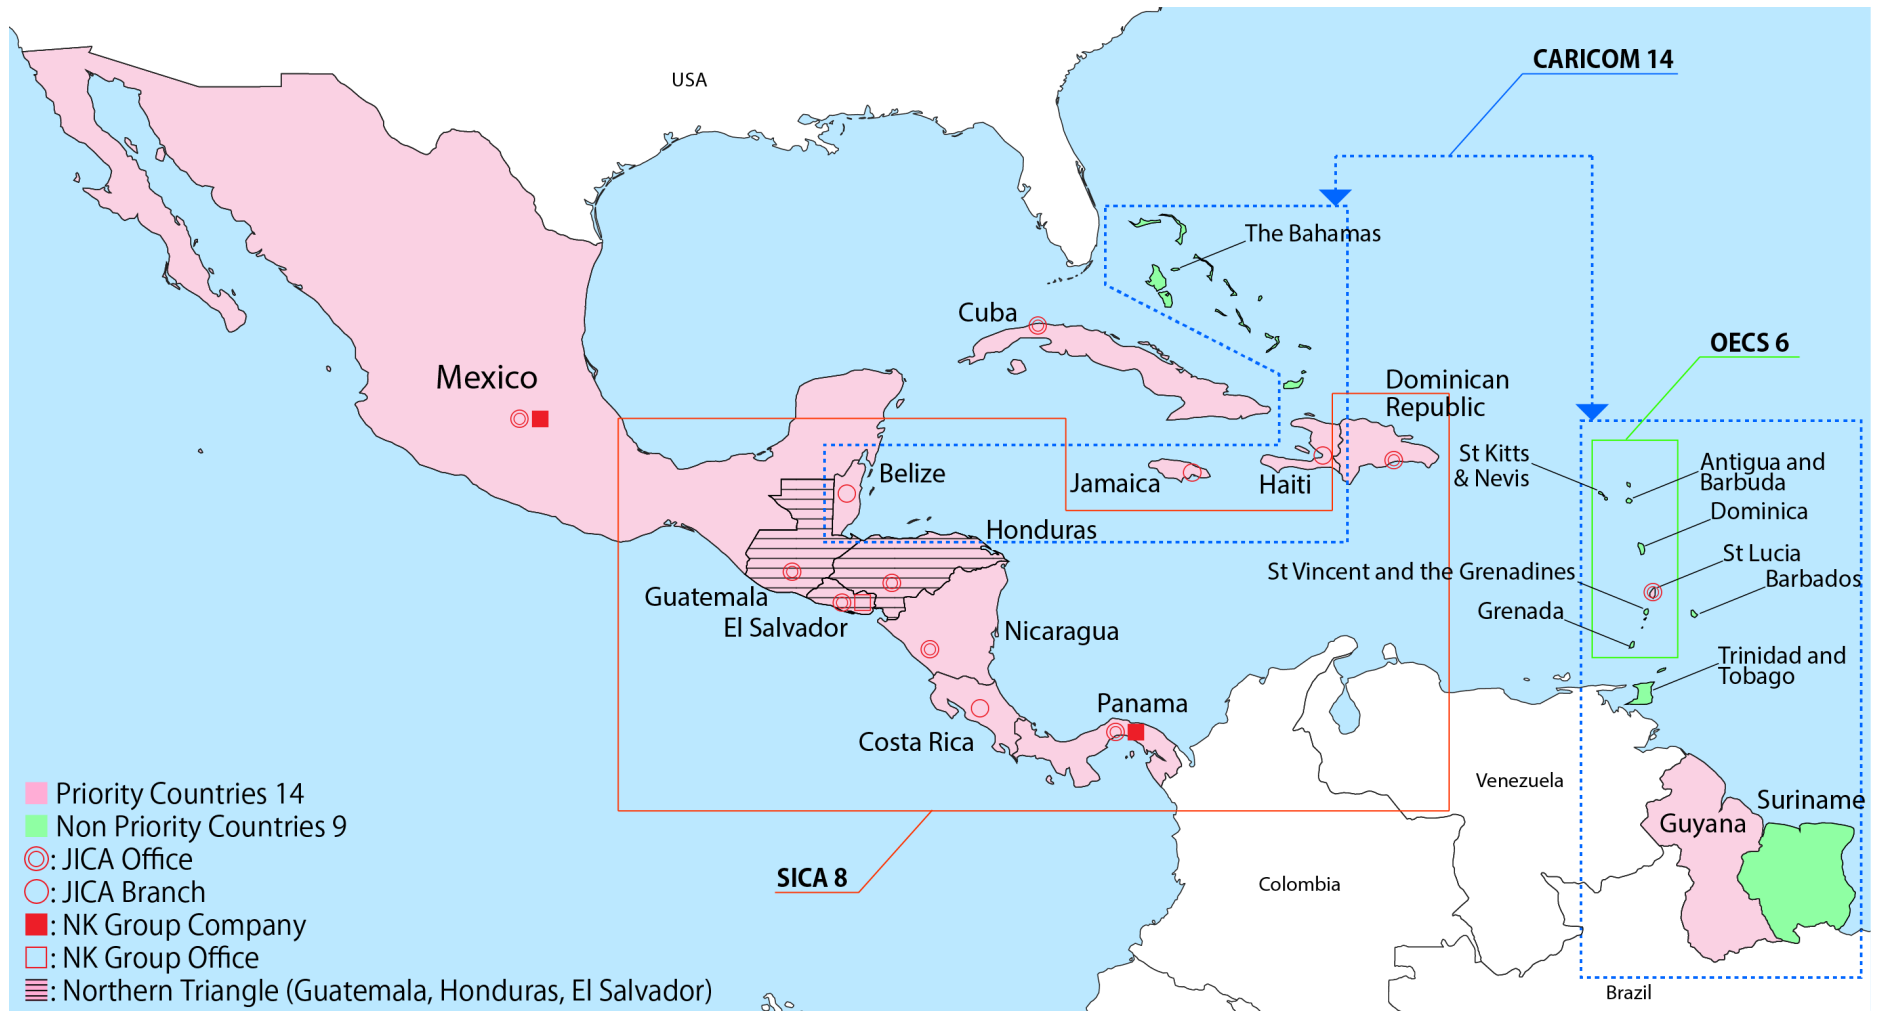 CARICOM 14
USA
The Bahamas
Cuba
OECS 6
Mexico
Dominican
Republic
St Kitts
& Nevis
Antigua and
Barbuda
Belize
Jamaica
Haiti
Dominica
Honduras
St Lucia
St Vincent and the Grenadines
Barbados
Guatemala
El Salvador
Grenada
Nicaragua
Trinidad and
Tobago
Panama
Costa Rica
Venezuela
Suriname
Guyana
SICA 8
Colombia
Brazil
Priority Countries 14
Non Priority Countries 9
: JICA Office
: JICA Branch
: NK Group Company
: NK Group Office
: Northern Triangle (Guatemala, Honduras, El Salvador)